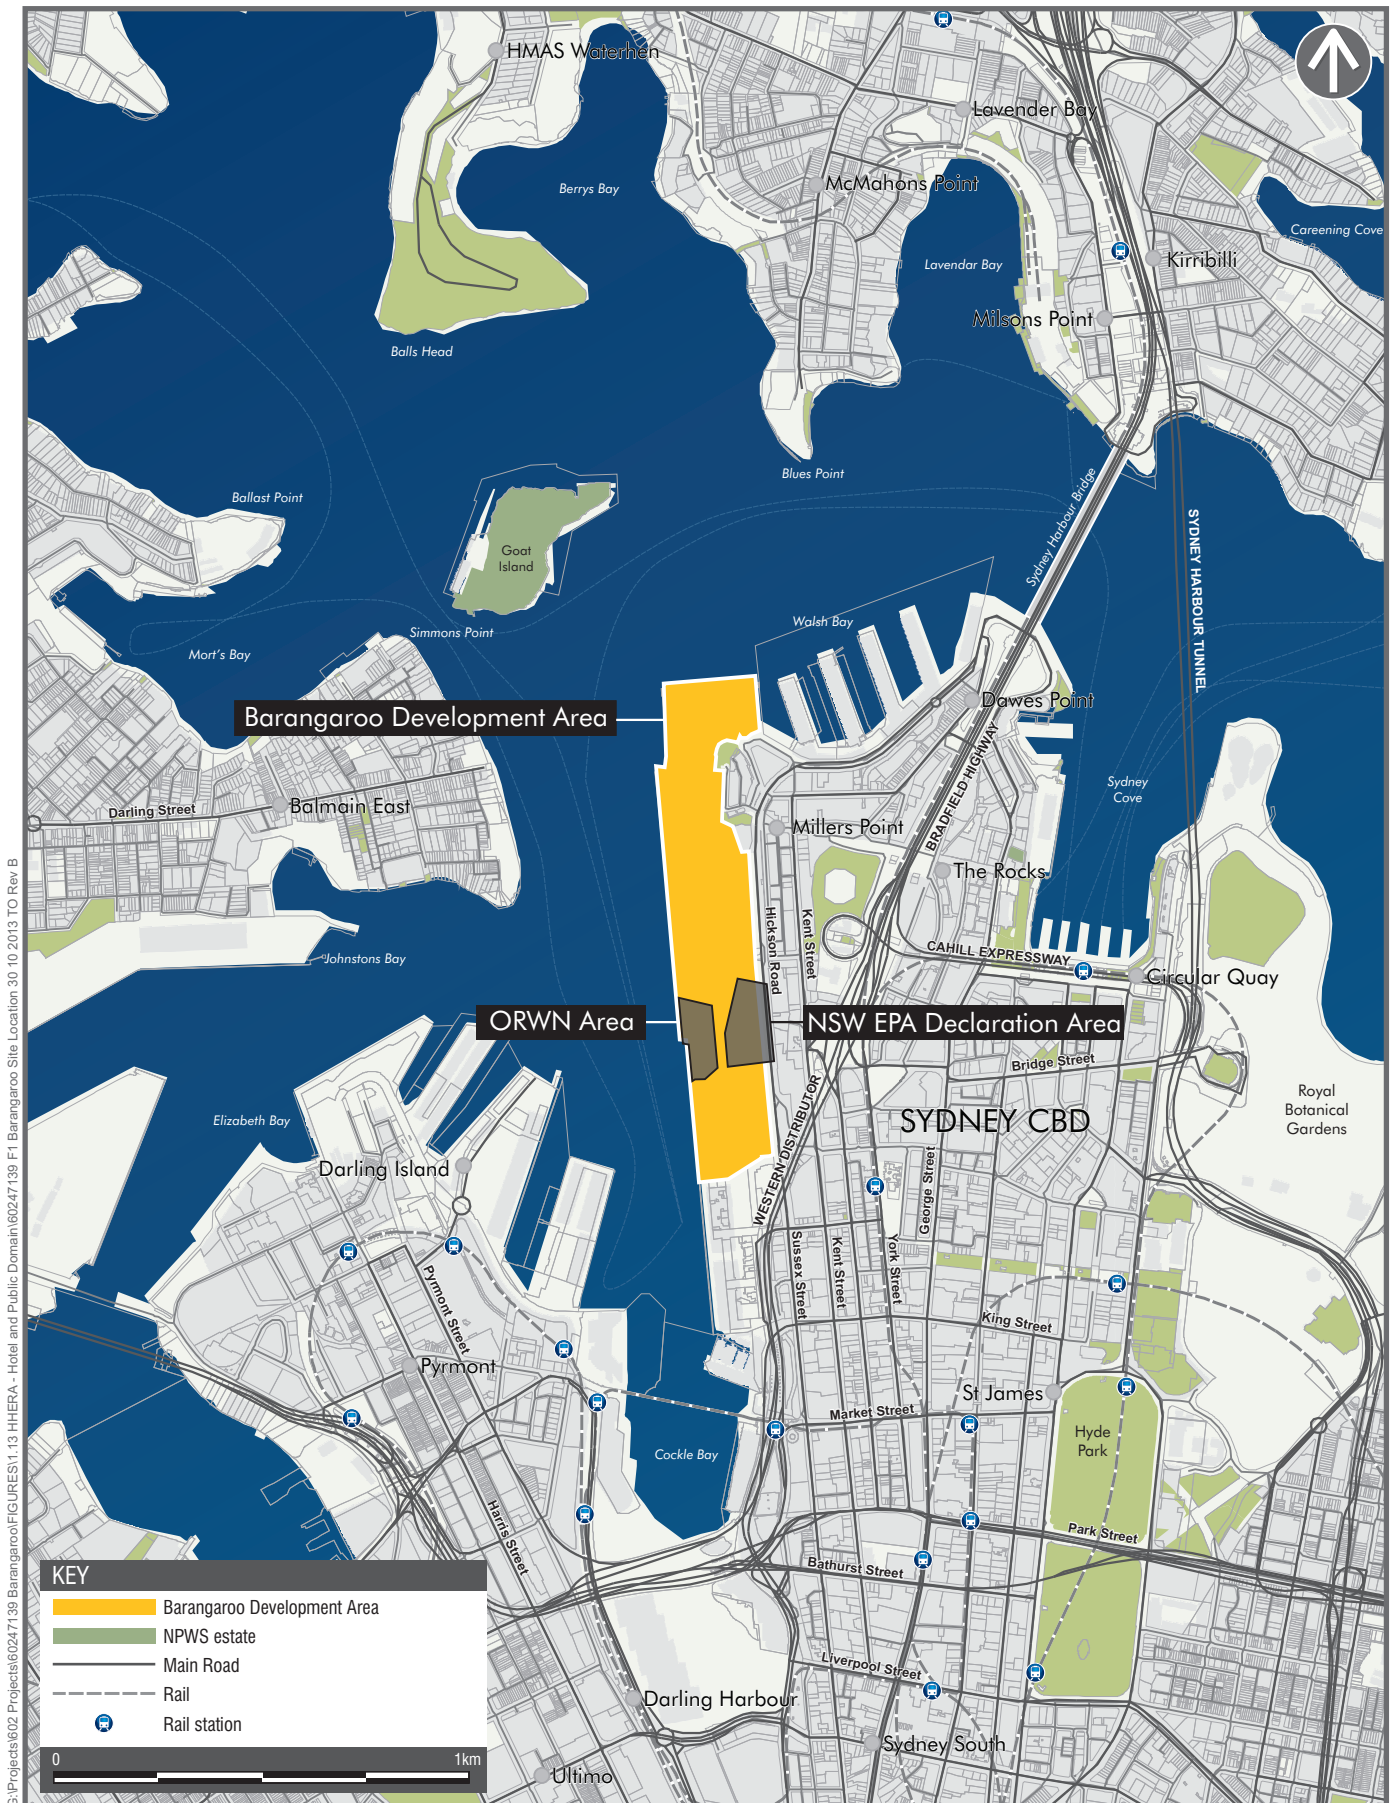 HMAS Waterhen
Lavender Bay
Berrys Bay
McMahons Point
Careening Cove
Lavendar Bay
Kirribilli
Milsons Point
Balls Head
Blues Point
Ballast Point
Sydney Harbour Bridge
SYDNEY HARBOUR TUNNEL
Goat
Island
Simmons Point
Walsh Bay
Mort's Bay
Dawes Point
Barangaroo Development Area
BRADFIELD HIGHWAY
Sydney
Cove
Darling Street
Balmain East
Millers Point
The Rocks
Hickson Road
Kent Street
CAHILL EXPRESSWAY
Johnstons Bay
Circular Quay
ORWN Area
NSW EPA Declaration Area
Bridge Street
Royal
Botanical
Gardens
Elizabeth Bay
SYDNEY CBD
WESTERN DISTRIBUTOR
Darling Island
George Street
Sussex Street
Kent Street
York Street
Pyrmont Street
King Street
Pyrmont
St James
Market Street
Hyde
Park
Cockle Bay
Harris Street
Park Street
Bathurst Street
Liverpool Street
Darling Harbour
Sydney South
Ultimo
KEY
Barangaroo Development Area
NPWS estate
Main Road
Rail
Rail station
0 1km
G:\Projects\602 Projects\60247139 Barangaroo\FIGURES\1.13 HHERA - Hotel and Public Domain\60247139 F1 Barangaroo Site Location 30 10 2013 TO Rev B